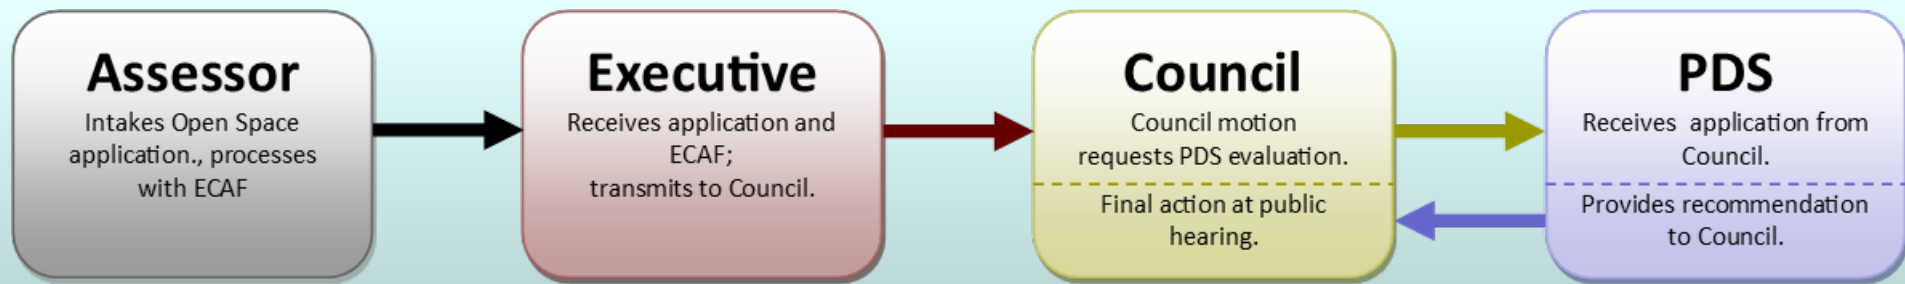 Assessor
Intakes Open Space
application., processes
with ECAF
Executive
Receives application and
ECAF;
transmits to Council.
Council
Council motion
requests PDS evaluation.
Final action at public
hearing.
PDS
Receives  application from
Council.
Provides recommendation
to Council.